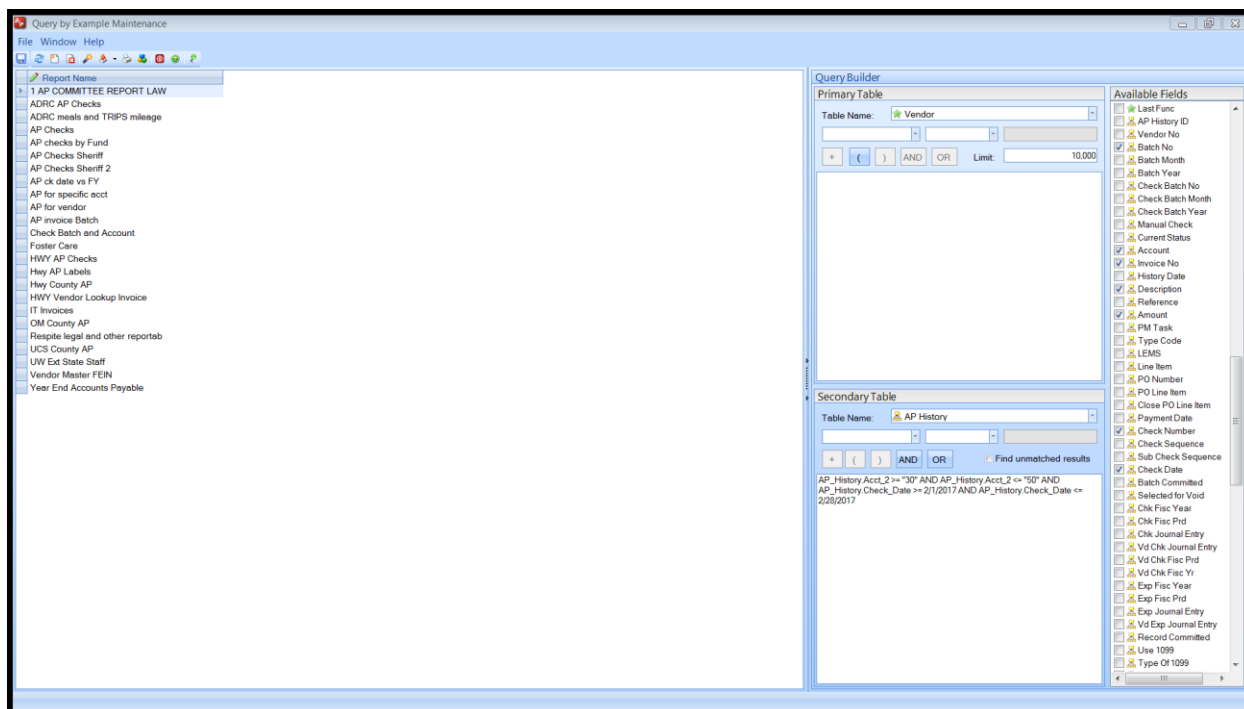 Query by Example Maintenance
File Window Help
Report Name
1 AP COMMITTEE REPORT LAW
ADRC AP Checks
ADRC meals and TRIPS mileage
AP Checks
AP checks by Fund
AP Checks Sheriff
AP Checks Sheriff 2
AP ck date vs FY
AP for specific acct
AP for vendor
AP invoice Batch
Check Batch and Account
Foster Care
HWY AP Checks
Hwy AP Labels
Hwy County AP
HWY Vendor Lookup Invoice
IT Invoices
OM County AP
Respite legal and other reportab
UCS County AP
UW Ext State Staff
Vendor Master FEIN
Year End Accounts Payable
Query Builder
Primary Table
Table Name: Vendor
+ ( ) AND OR Limit: 10,000
Secondary Table
Table Name: AP History
+ ( ) AND OR Find unmatched results
AP_History.Acct_2 >= "30" AND AP_History.Acct_2 <= "50" AND
AP_History.Check_Date >= 2/1/2017 AND AP_History.Check_Date <=
2/28/2017
Available Fields
Last Func
AP History ID
Vendor No
Batch No
Batch Month
Batch Year
Check Batch No
Check Batch Month
Check Batch Year
Manual Check
Current Status
Account
Invoice No
History Date
Description
Reference
Amount
PM Task
Type Code
LEMS
Line Item
PO Number
PO Line Item
Close PO Line Item
Payment Date
Check Number
Check Sequence
Sub Check Sequence
Check Date
Batch Committed
Selected for Void
Chk Fisc Year
Chk Fisc Prd
Chk Journal Entry
Vd Chk Journal Entry
Vd Chk Fisc Prd
Vd Chk Fisc Yr
Exp Fisc Year
Exp Fisc Prd
Exp Journal Entry
Vd Exp Journal Entry
Record Committed
Use 1099
Type Of 1099